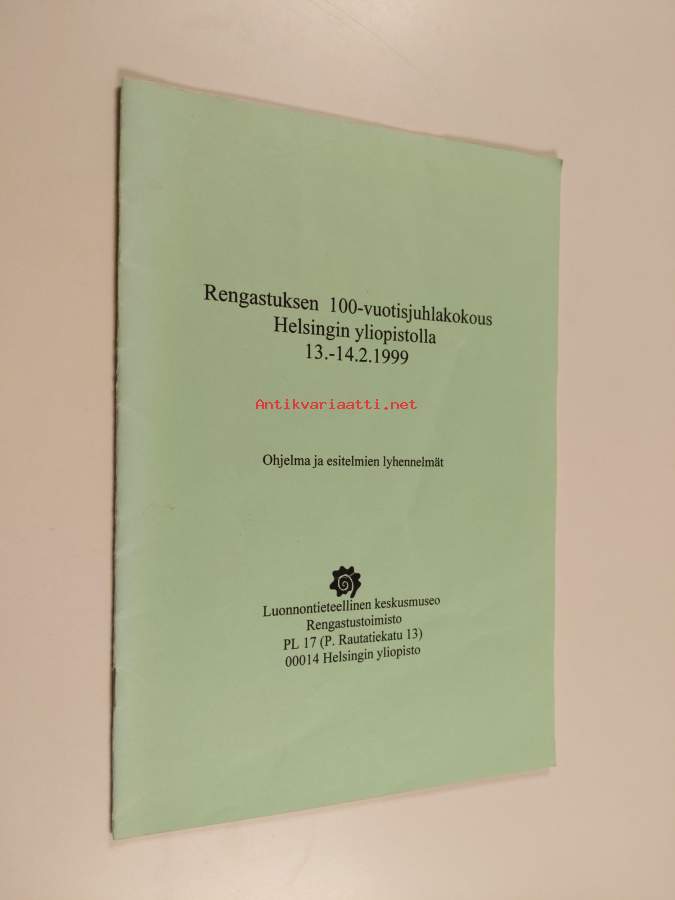 Rengastuksen 100-vuotisjuhlakokous
Helsingin yliopistolla
13.-14.2.1999
Antikvariaatti.net
Ohjelma ja esitelmien lyhennelmät
Luonnontieteellinen keskusmuseo
Rengastustoimisto
PL 17 (P. Rautatiekatu 13)
00014 Helsingin yliopisto